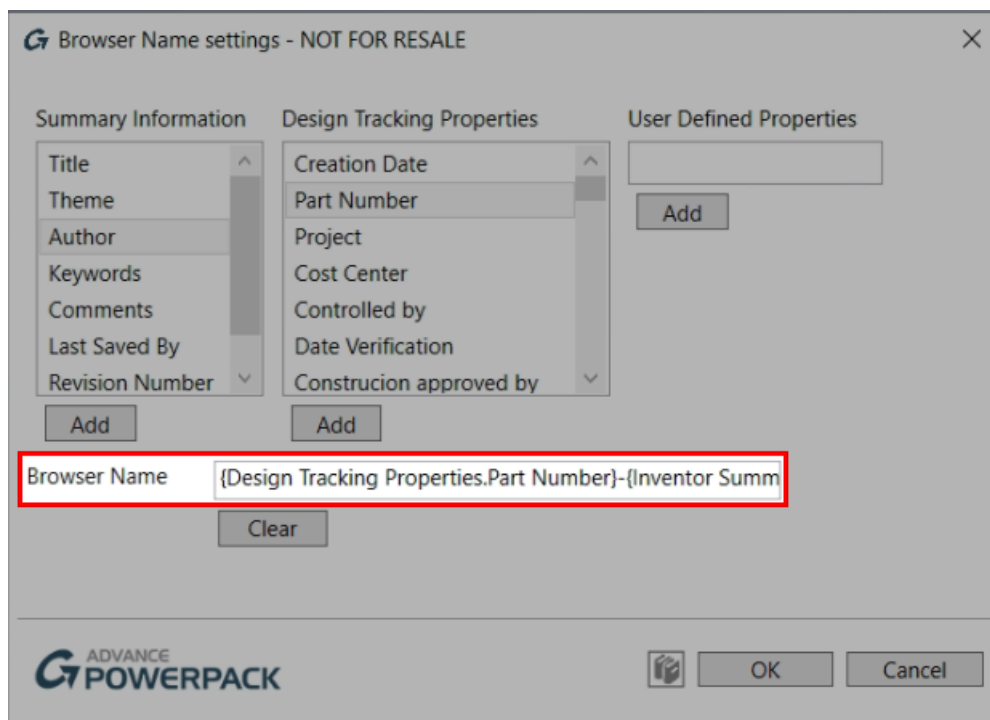 Browser Name settings - NOT FOR RESALE
Summary Information
Title
Theme
Author
Keywords
Comments
Last Saved By
Revision Number
Add
Design Tracking Properties
Creation Date
Part Number
Project
Cost Center
Controlled by
Date Verification
Construcion approved by
Add
User Defined Properties
Add
Browser Name {Design Tracking Properties.Part Number}-{Inventor Summ
Clear
ADVANCE
POWERPACK
OK
Cancel